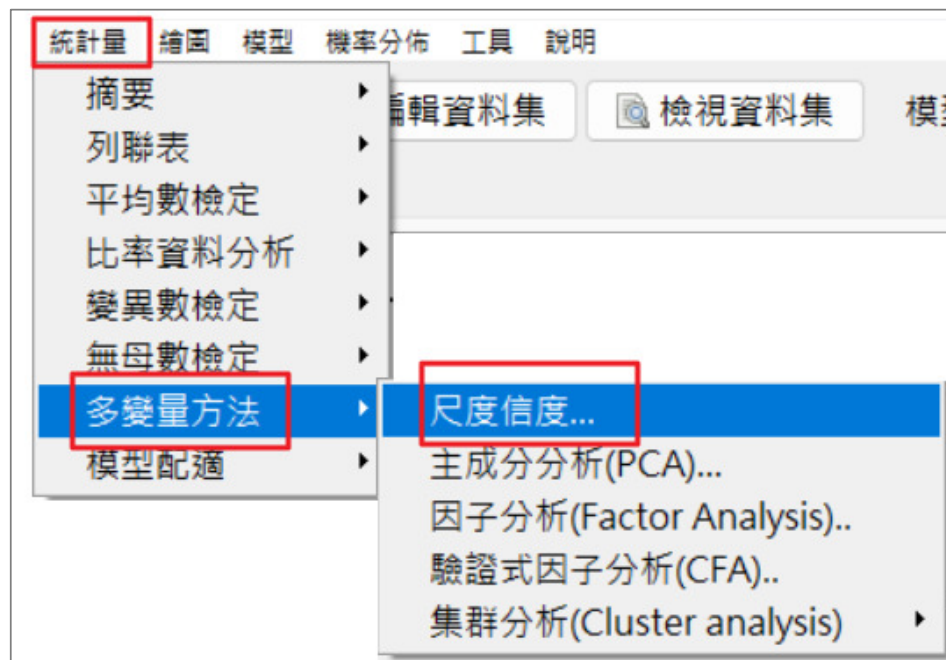 統計量 繪圖 模型 機率分佈 工具 說明
摘要
編輯資料集 檢視資料集 模型
列聯表
平均數檢定
比率資料分析
變異數檢定
無母數檢定
多變量方法 尺度信度...
模型配適 主成分分析(PCA)...
因子分析(Factor Analysis)..
驗證式因子分析(CFA)..
集群分析(Cluster analysis)